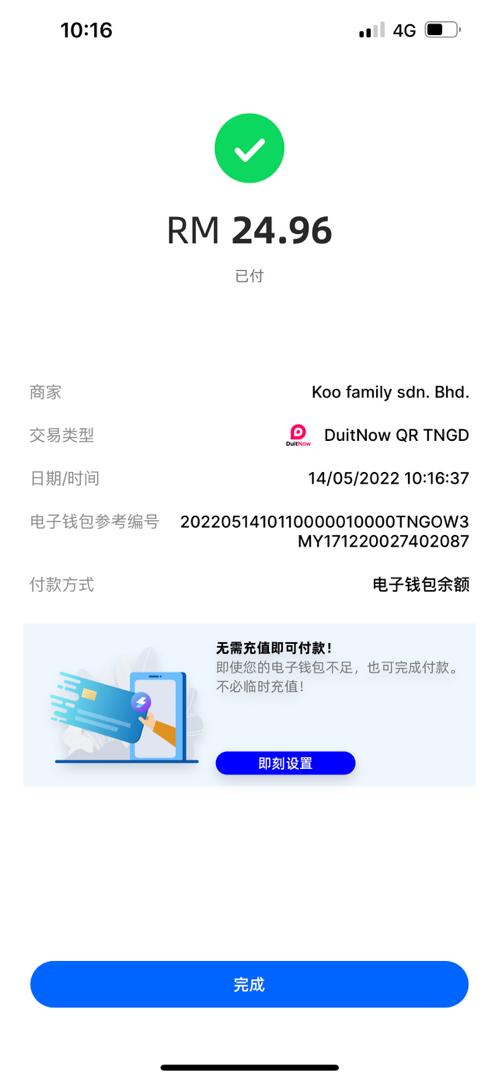 10:16
4G
RM 24.96
已付
商家
Koo family sdn. Bhd.
交易类型
DuitNow
DuitNow QR TNGD
日期/时间
14/05/2022 10:16:37
电子钱包参考编号
2022051410110000010000TNGOW3
MY171220027402087
付款方式
电子钱包余额
无需充值即可付款！
即使您的电子钱包不足，也可完成付款。
不必临时充值！
即刻设置
完成